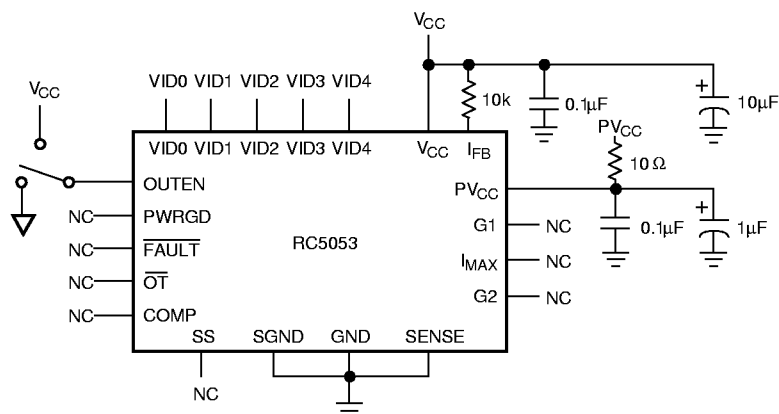 VCC
VCC
VID0 VID1 VID2 VID3 VID4
10k
0.1µF
10µF
VID0 VID1 VID2 VID3 VID4
VCC
IFB
PVCC
10Ω
OUTEN
PVCC
NC PWRGD
G1 NC
0.1µF
1µF
NC FAULT
RC5053
IMAX NC
NC OT
G2 NC
NC COMP
SS SGND GND SENSE
NC